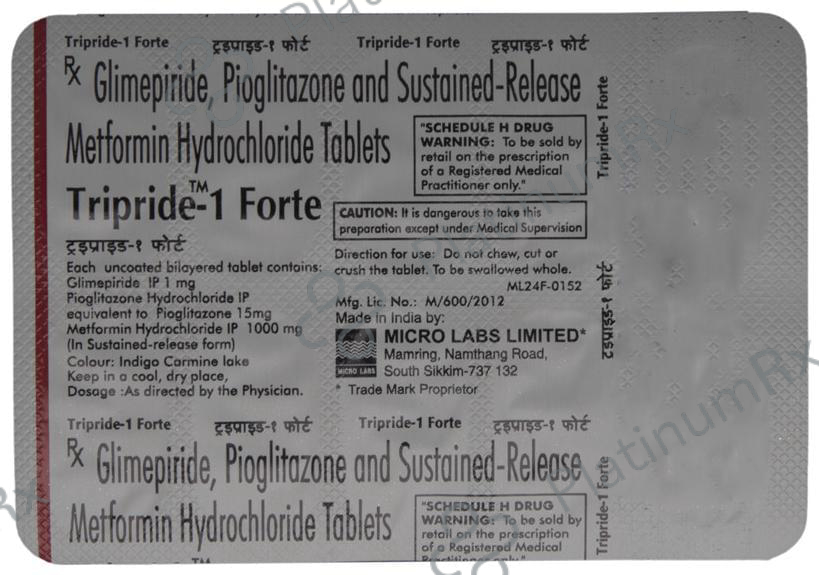 Tripride-1 Forte ट्रइप्राइड-१ फोर्ट Tripride-1 Forte ट्रइप्राइड-१ फोर्ट
Rx Glimepiride, Pioglitazone and Sustained-Release
Metformin Hydrochloride Tablets
"SCHEDULE H DRUG
WARNING: To be sold by
retail on the prescription
of a Registered Medical
Practitioner only."
Tripride™-1 Forte
ट्रइप्राइड-१ फोर्ट
CAUTION: It is dangerous to take this
preparation except under Medical Supervision
Each uncoated bilayered tablet contains:
Glimepiride IP 1 mg
Pioglitazone Hydrochloride IP
equivalent to Pioglitazone 15mg
Metformin Hydrochloride IP 1000 mg
(In Sustained-release form)
Colour: Indigo Carmine lake
Keep in a cool, dry place,
Dosage :As directed by the Physician.
Direction for use: Do not chew, cut or
crush the tablet. To be swallowed whole.
ML24F-0152
Mfg. Lic. No.: M/600/2012
Made in India by:
MICRO LABS
MICRO LABS LIMITED*
Mamring, Namthang Road,
South Sikkim-737 132
* Trade Mark Proprietor
Tripride-1 Forte
ट्रइप्राइड-१ फोर्ट
Tripride-1 Forte
Tripride-1 Forte ट्रइप्राइड-१ फोर्ट Tripride-1 Forte ट्रइप्राइड-१ फोर्ट
Rx Glimepiride, Pioglitazone and Sustained-Release
Metformin Hydrochloride Tablets
"SCHEDULE H DRUG
WARNING: To be sold by
retail on the prescription
of a Registered Medical
Practitioner only."
TM
PlatinumRx
PlatinumRx